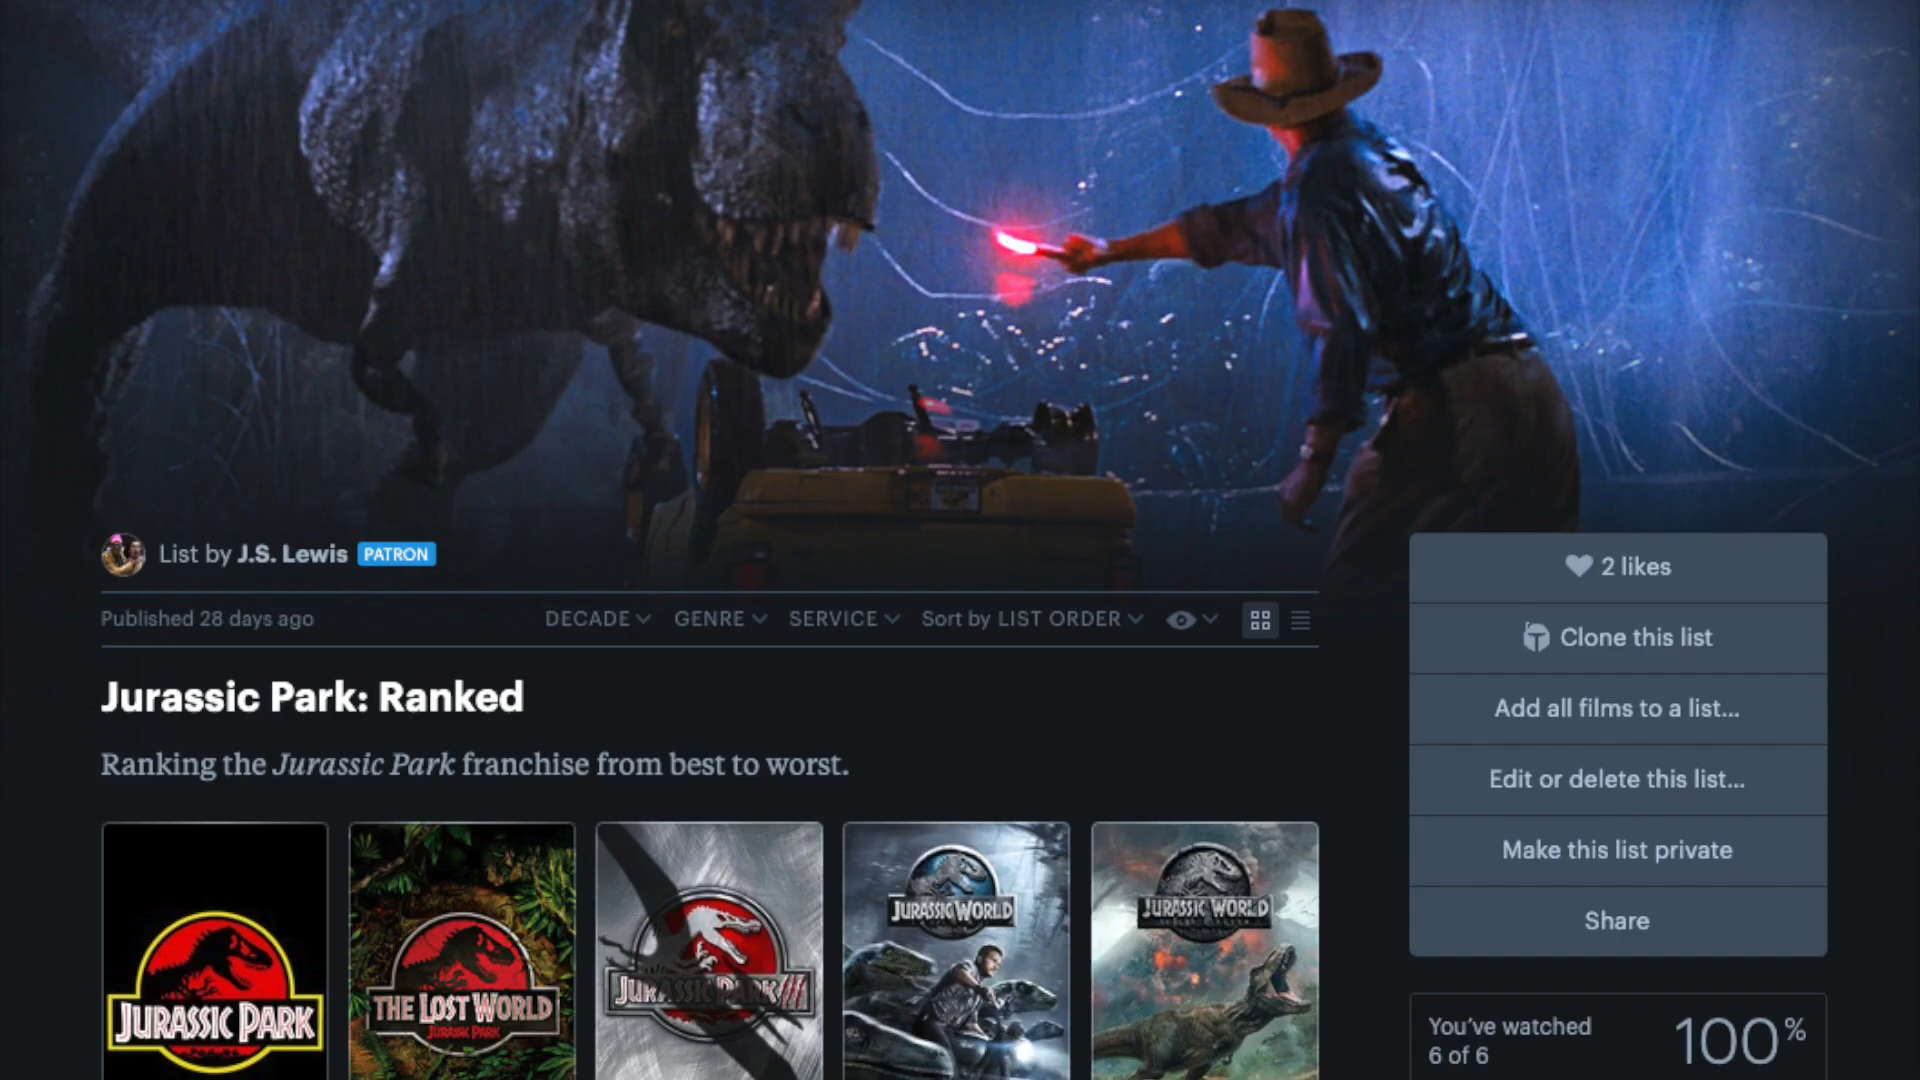 List by J.S. Lewis PATRON
Published 28 days ago DECADE GENRE SERVICE Sort by LIST ORDER
Jurassic Park: Ranked
Ranking the Jurassic Park franchise from best to worst.
JURASSIC PARK
THE LOST WORLD
JURASSIC PARK
JURASSIC PARK III
JURASSIC WORLD
JURASSIC WORLD
2 likes
Clone this list
Add all films to a list...
Edit or delete this list...
Make this list private
Share
You've watched
6 of 6
100%